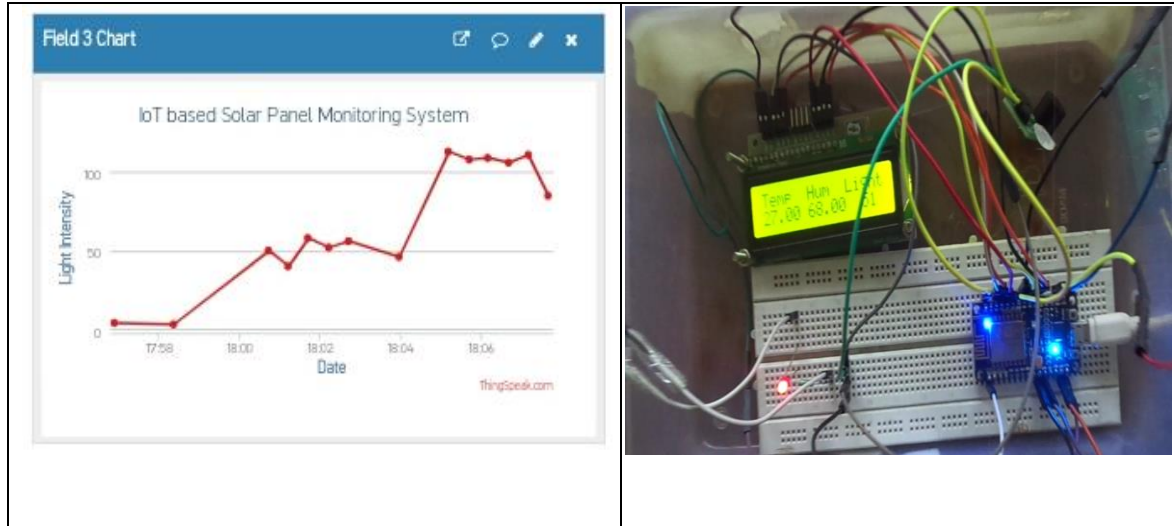 Field 3 Chart
IoT based Solar Panel Monitoring System
Light Intensity
100
50
0
17:58
18:00
18:02
18:04
18:06
Date
ThingSpeak.com
Temp Hum Light
27.00 68.00